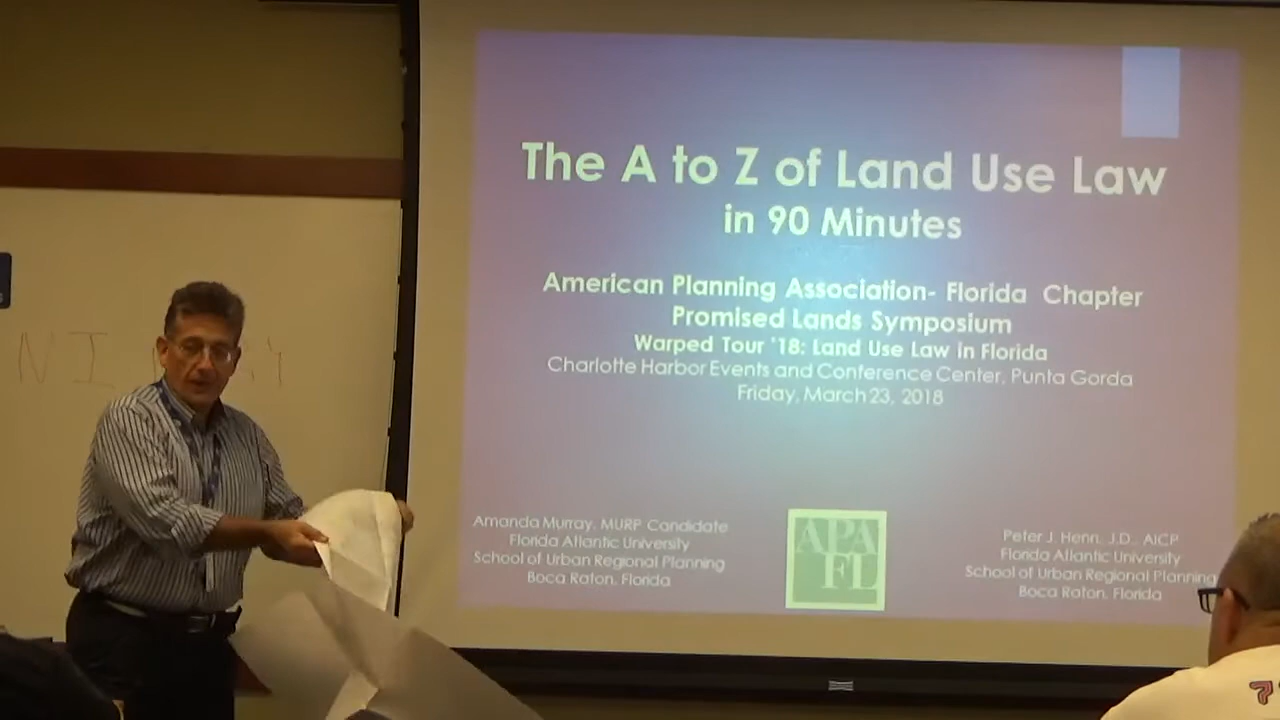 The A to Z of Land Use Law
in 90 Minutes
American Planning Association- Florida Chapter
Promised Lands Symposium
Warped Tour '18: Land Use Law in Florida
Charlotte Harbor Events and Conference Center, Punta Gorda
Friday, March 23, 2018
Amanda Murray, MURP Candidate
Florida Atlantic University
School of Urban Regional Planning
Boca Raton, Florida
APA
FL
Peter J. Henn, J.D., AICP
Florida Atlantic University
School of Urban Regional Planning
Boca Raton, Florida
NI
7